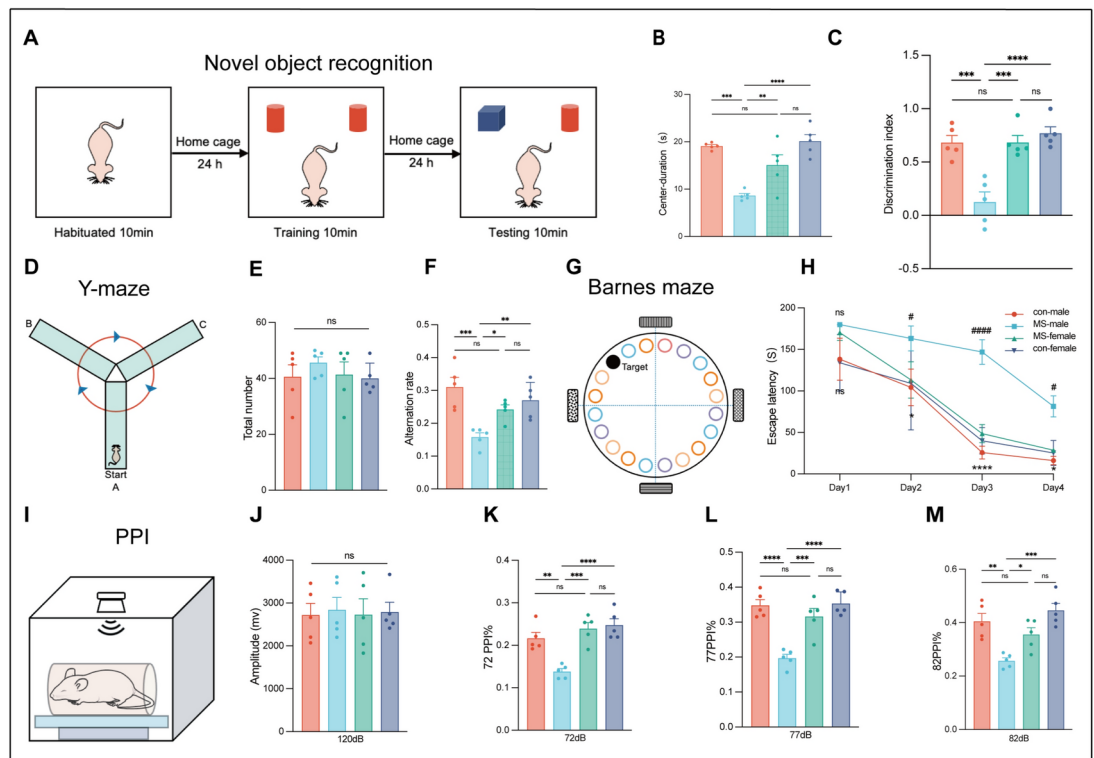 A
Novel object recognition
Home cage
24 h
Home cage
24 h
Habituated 10min
Training 10min
Testing 10min
B
****
***
**
ns
ns
30
20
10
0
Center-duration (s)
C
****
***
***
ns
ns
1.5
1.0
0.5
0.0
-0.5
Discrimination index
D
Y-maze
B
C
Start
A
E
ns
60
40
20
0
Total number
F
**
***
*
ns
ns
0.5
0.4
0.3
0.2
0.1
0.0
Alternation rate
G
Barnes maze
Target
H
200
150
100
50
0
Escape latency (S)
ns
#
####
#
ns
*
****
*
con-male
MS-male
MS-female
con-female
Day1
Day2
Day3
Day4
I
PPI
J
ns
5000
4000
3000
2000
1000
0
Amplitude (mv)
120dB
K
****
**
***
ns
ns
0.4
0.3
0.2
0.1
0.0
72 PPI%
72dB
L
****
****
***
ns
ns
0.5
0.4
0.3
0.2
0.1
0.0
77PPI%
77dB
M
***
**
*
ns
ns
0.6
0.4
0.2
0.0
82PPI%
82dB